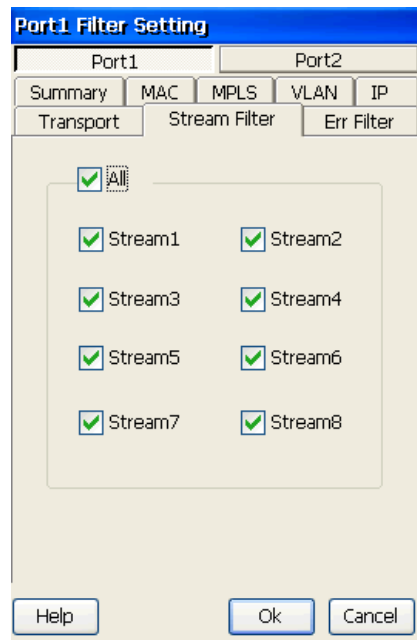 Port1 Filter Setting
Port1 Port2
Summary MAC MPLS VLAN IP
Transport Stream Filter Err Filter
All
Stream1 Stream2
Stream3 Stream4
Stream5 Stream6
Stream7 Stream8
Help Ok Cancel